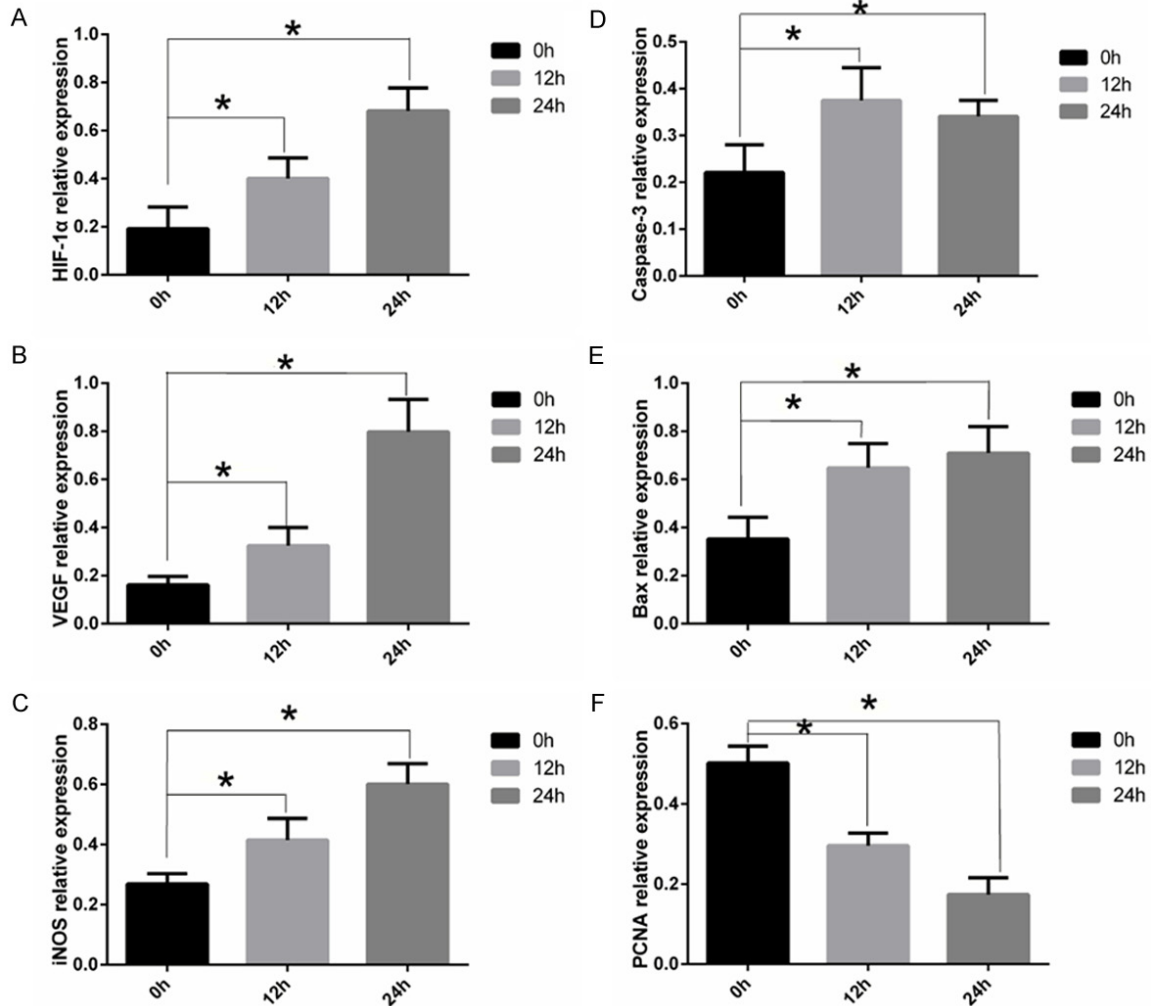 A
HIF-1α relative expression
1.0
0.8
0.6
0.4
0.2
0.0
*
*
0h
12h
24h
0h
12h
24h
D
Caspase-3 relative expression
0.5
0.4
0.3
0.2
0.1
0.0
*
*
0h
12h
24h
0h
12h
24h
B
VEGF relative expression
1.0
0.8
0.6
0.4
0.2
0.0
*
*
0h
12h
24h
0h
12h
24h
E
Bax relative expression
1.0
0.8
0.6
0.4
0.2
0.0
*
*
0h
12h
24h
0h
12h
24h
C
iNOS relative expression
0.8
0.6
0.4
0.2
0.0
*
*
0h
12h
24h
0h
12h
24h
F
PCNA relative expression
0.6
0.4
0.2
0.0
*
*
0h
12h
24h
0h
12h
24h